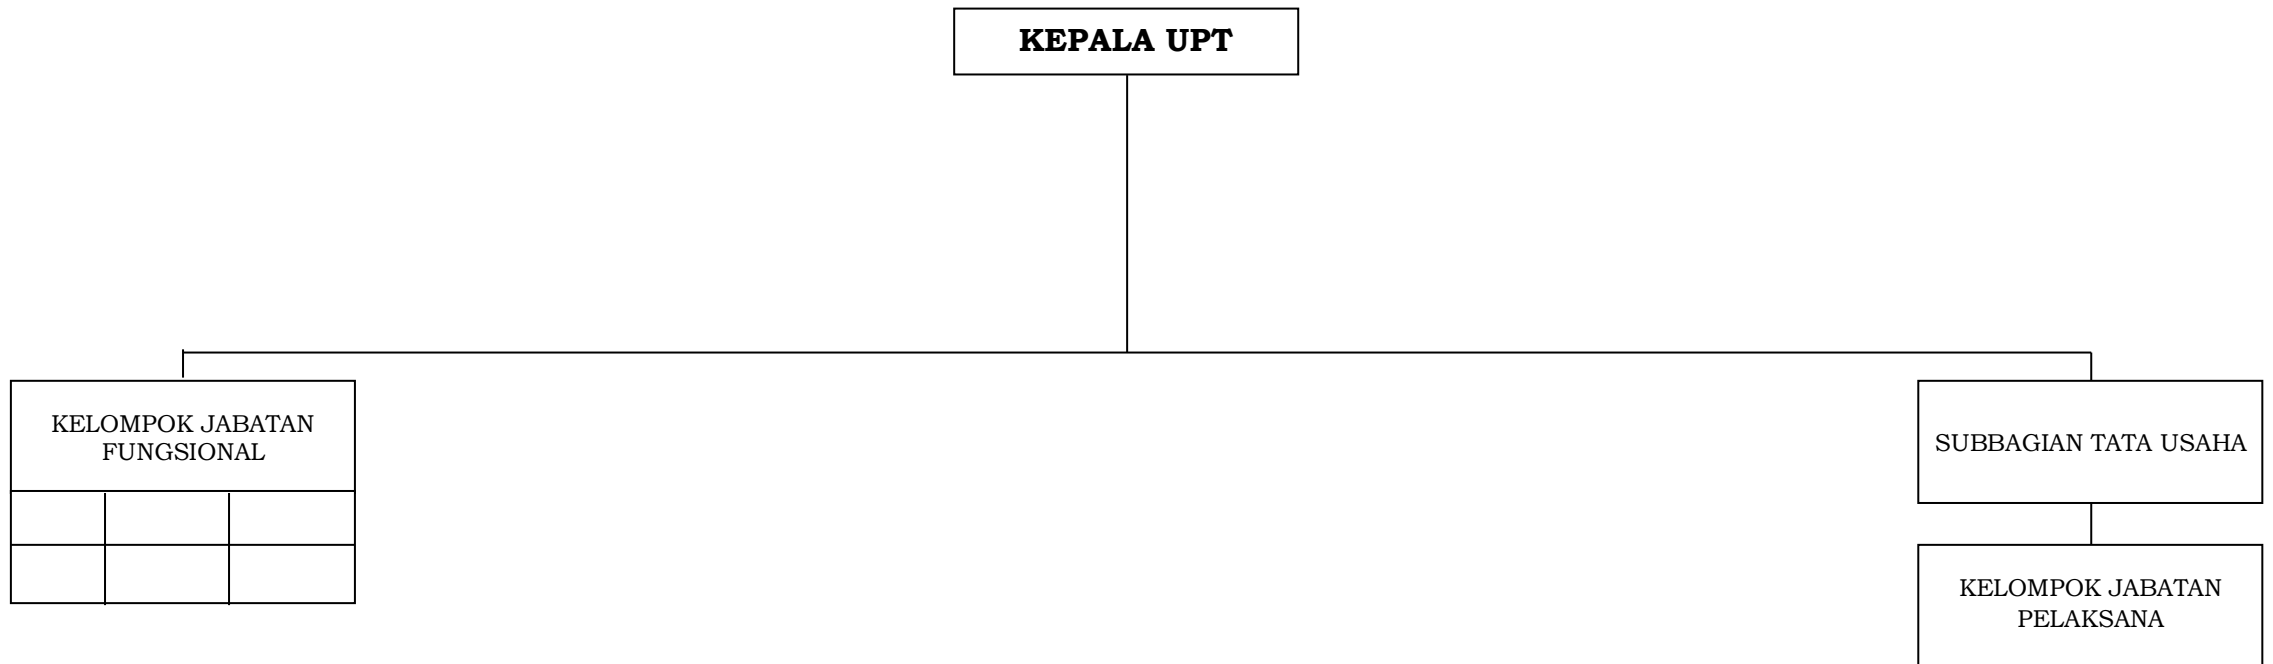 KEPALA UPT
KELOMPOK JABATAN
FUNGSIONAL
SUBBAGIAN TATA USAHA
KELOMPOK JABATAN
PELAKSANA